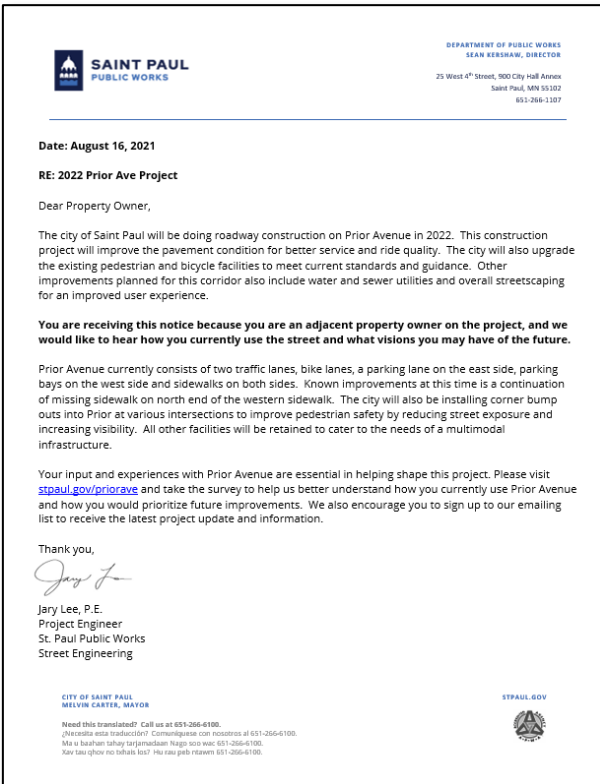 SAINT PAUL
PUBLIC WORKS
DEPARTMENT OF PUBLIC WORKS
SEAN KERSHAW, DIRECTOR
25 West 4th Street, 900 City Hall Annex
Saint Paul, MN 55102
651-266-1107
Date: August 16, 2021
RE: 2022 Prior Ave Project
Dear Property Owner,
The city of Saint Paul will be doing roadway construction on Prior Avenue in 2022.  This construction
project will improve the pavement condition for better service and ride quality.  The city will also upgrade
the existing pedestrian and bicycle facilities to meet current standards and guidance.  Other
improvements planned for this corridor also include water and sewer utilities and overall streetscaping
for an improved user experience.
You are receiving this notice because you are an adjacent property owner on the project, and we
would like to hear how you currently use the street and what visions you may have of the future.
Prior Avenue currently consists of two traffic lanes, bike lanes, a parking lane on the east side, parking
bays on the west side and sidewalks on both sides.  Known improvements at this time is a continuation
of missing sidewalk on north end of the western sidewalk.  The city will also be installing corner bump
outs into Prior at various intersections to improve pedestrian safety by reducing street exposure and
increasing visibility.  All other facilities will be retained to cater to the needs of a multimodal
infrastructure.
Your input and experiences with Prior Avenue are essential in helping shape this project. Please visit
stpaul.gov/priorave and take the survey to help us better understand how you currently use Prior Avenue
and how you would prioritize future improvements.  We also encourage you to sign up to our emailing
list to receive the latest project update and information.
Thank you,
Jary Lee, P.E.
Project Engineer
St. Paul Public Works
Street Engineering
CITY OF SAINT PAUL
MELVIN CARTER, MAYOR
STPAUL.GOV
Need this translated?  Call us at 651-266-6100.
¿Necesita esta traducción?  Comuníquese con nosotros al 651-266-6100.
Ma u baahan tahay tarjamadaan Nago soo wac 651-266-6100.
Xav tau qhov no txhais los?  Hu rau peb ntawm 651-266-6100.